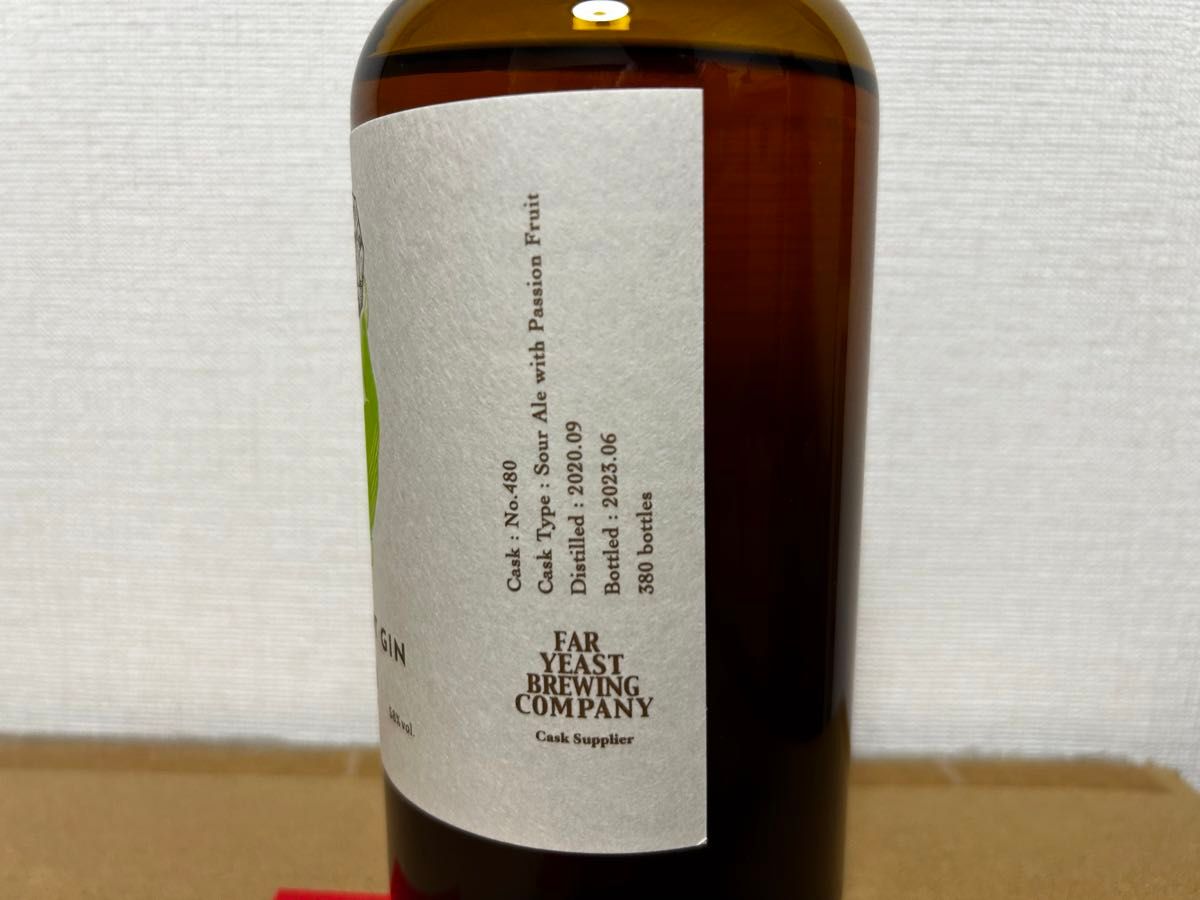 Cask : No.480
Cask Type : Sour Ale with Passion Fruit
Distilled : 2020.09
Bottled : 2023.06
380 bottles
FAR
YEAST
BREWING
COMPANY
Cask Supplier
GIN
vol.